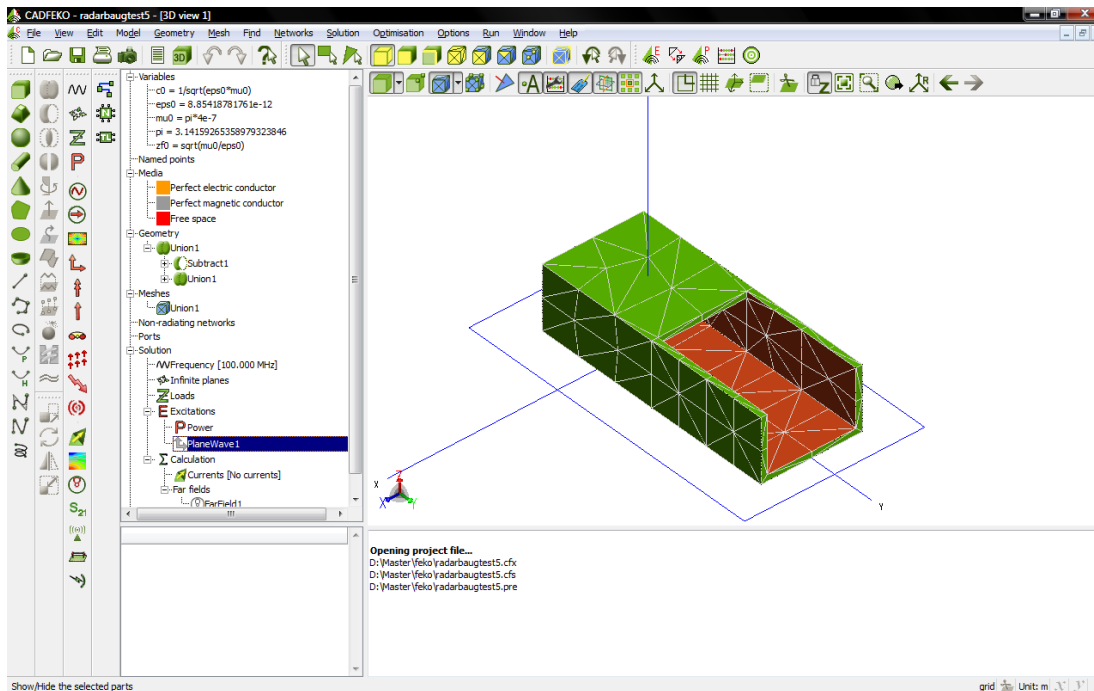 CADFEKO - radarbaugtest5 - [3D view 1]
File View Edit Model Geometry Mesh Find Networks Solution Optimisation Options Run Window Help
Variables
c0 = 1/sqrt(eps0*mu0)
eps0 = 8.85418781761e-12
mu0 = pi*4e-7
pi = 3.14159265358979323846
zf0 = sqrt(mu0/eps0)
Named points
Media
Perfect electric conductor
Perfect magnetic conductor
Free space
Geometry
Union1
Subtract1
Union1
Meshes
Union1
Non-radiating networks
Ports
Solution
Frequency [100.000 MHz]
Infinite planes
Loads
Excitations
Power
PlaneWave1
Calculation
Currents [No currents]
Far fields
FarField1
X
Z
X
Y
Y
Opening project file...
D:\Master\feko\radarbaugtest5.cfx
D:\Master\feko\radarbaugtest5.cfs
D:\Master\feko\radarbaugtest5.pre
Show/Hide the selected parts
grid Unit: m